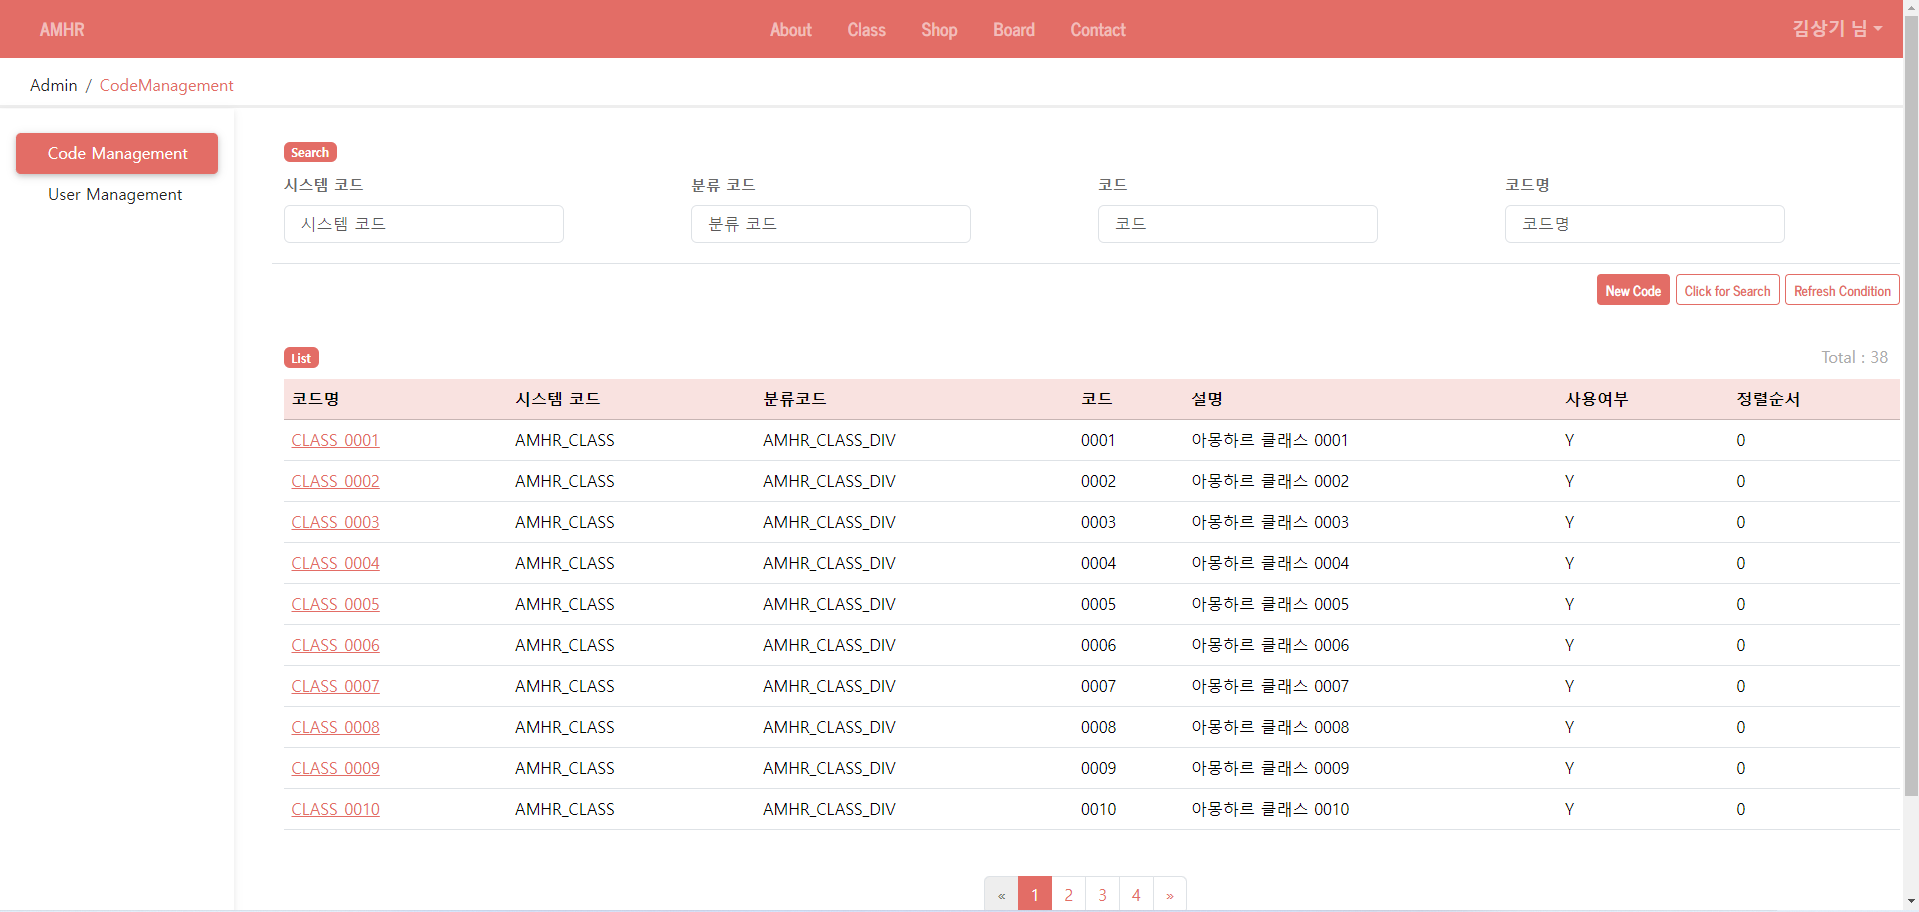 AMHR About Class Shop Board Contact 김상기 님
Admin / CodeManagement
Code Management
User Management
Search
시스템 코드 분류 코드 코드 코드명
시스템 코드 분류 코드 코드 코드명
New Code Click for Search Refresh Condition
List Total : 38
코드명 시스템 코드 분류코드 코드 설명 사용여부 정렬순서
CLASS 0001 AMHR_CLASS AMHR_CLASS_DIV 0001 아몽하르 클래스 0001 Y 0
CLASS 0002 AMHR_CLASS AMHR_CLASS_DIV 0002 아몽하르 클래스 0002 Y 0
CLASS 0003 AMHR_CLASS AMHR_CLASS_DIV 0003 아몽하르 클래스 0003 Y 0
CLASS 0004 AMHR_CLASS AMHR_CLASS_DIV 0004 아몽하르 클래스 0004 Y 0
CLASS 0005 AMHR_CLASS AMHR_CLASS_DIV 0005 아몽하르 클래스 0005 Y 0
CLASS 0006 AMHR_CLASS AMHR_CLASS_DIV 0006 아몽하르 클래스 0006 Y 0
CLASS 0007 AMHR_CLASS AMHR_CLASS_DIV 0007 아몽하르 클래스 0007 Y 0
CLASS 0008 AMHR_CLASS AMHR_CLASS_DIV 0008 아몽하르 클래스 0008 Y 0
CLASS 0009 AMHR_CLASS AMHR_CLASS_DIV 0009 아몽하르 클래스 0009 Y 0
CLASS 0010 AMHR_CLASS AMHR_CLASS_DIV 0010 아몽하르 클래스 0010 Y 0
« 1 2 3 4 »